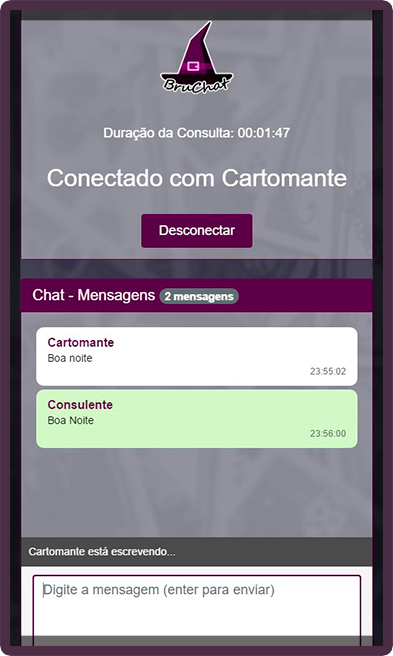 BruChat
Duração da Consulta: 00:01:47
Conectado com Cartomante
Desconectar
Chat - Mensagens 2 mensagens
Cartomante
Boa noite
23:55:02
Consulente
Boa Noite
23:56:00
Cartomante está escrevendo...
Digite a mensagem (enter para enviar)